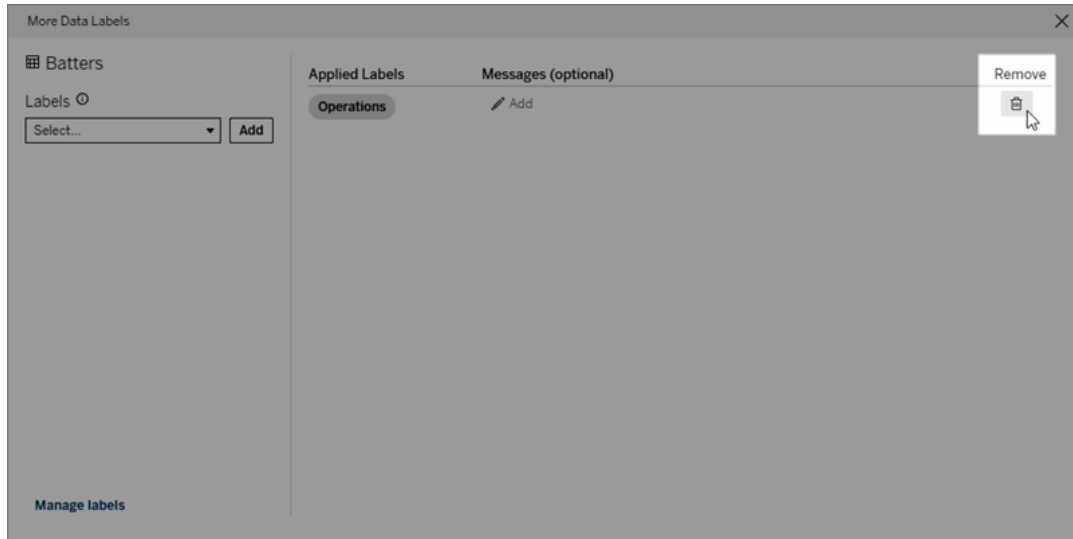 More Data Labels
Batters
Labels
Select...
Add
Manage labels
Applied Labels Messages (optional) Remove
Operations Add